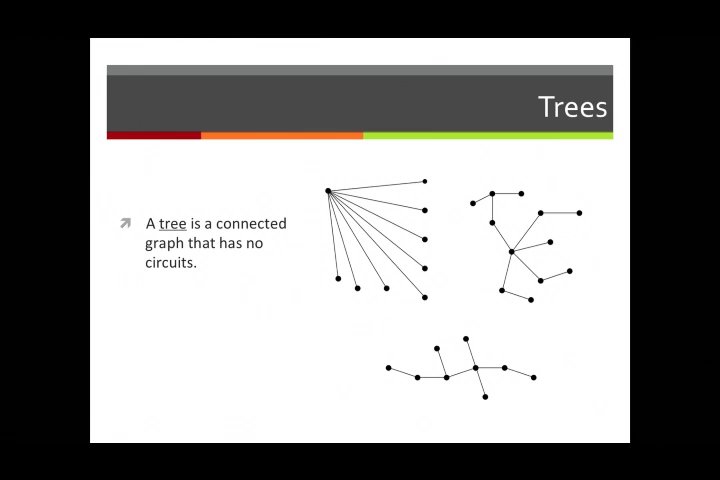 Trees
A tree is a connected
graph that has no
circuits.